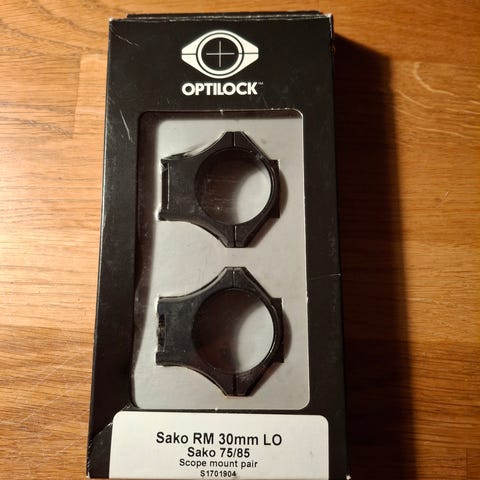 OPTILOCK™
Sako RM 30mm LO
Sako 75/85
Scope mount pair
S1701904